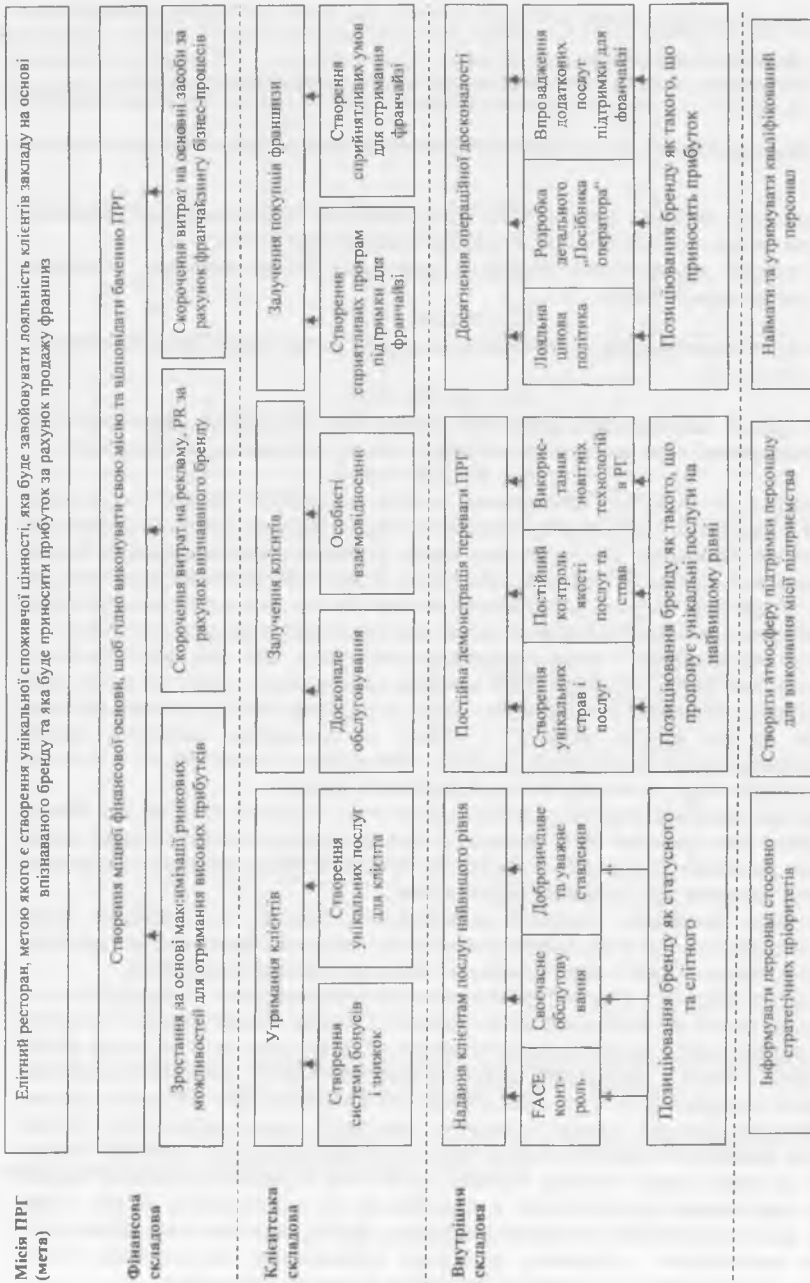 Місія ПРГ
(мета)
Елітний ресторан, метою якого є створення унікальної споживчої цінності, яка буде завойовувати лояльність клієнтів закладу на основі
впізнаваного бренду та яка буде приносити прибуток за рахунок продажу франшиз
Фінансова
складова
Створення міцної фінансової основи, щоб гідно виконувати свою місію та відповідати баченню ПРГ
Зростання на основі максимізації ринкових
можливостей для отримання високих прибутків
Скорочення витрат на рекламу, PR за
рахунок впізнаваного бренду
Скорочення витрат на основні засоби за
рахунок франчайзингу бізнес-процесів
Клієнтська
складова
Утримання клієнтів
Залучення клієнтів
Залучення покупців франшизи
Створення
системи бонусів
і знижок
Створення
унікальних послуг
для клієнта
Досконале
обслуговування
Особисті
взаємовідносини
Створення
сприятливих програм
підтримки для
франчайзі
Створення
сприйнятливих умов
для отримання
франчайзі
Внутрішня
складова
Надання клієнтам послуг найвищого рівня
Постійна демонстрація переваги ПРГ
Досягнення операційної досконалості
FACE
конт-
роль
Своєчасне
обслугову
вання
Доброзичливе
та уважне
ставлення
Створення
унікальних
страв і
послуг
Постійний
контроль
якості
послуг та
страв
Викорис-
тання
новітніх
технологій
в РГ
Лояльна
цінова
політика
Розробка
детального
„Посібника
оператора"
Впровадження
додаткових
послуг
підтримки для
франчайзі
Позиціювання бренду як статусного
та елітного
Позиціювання бренду як такого, що
пропонує унікальні послуги на
найвищому рівні
Позиціювання бренду як такого, що
приносить прибуток
Інформувати персонал стосовно
стратегічних пріоритетів
Створити атмосферу підтримки персоналу
для виконання місії підприємства
Наймати та утримувати кваліфікований
персонал